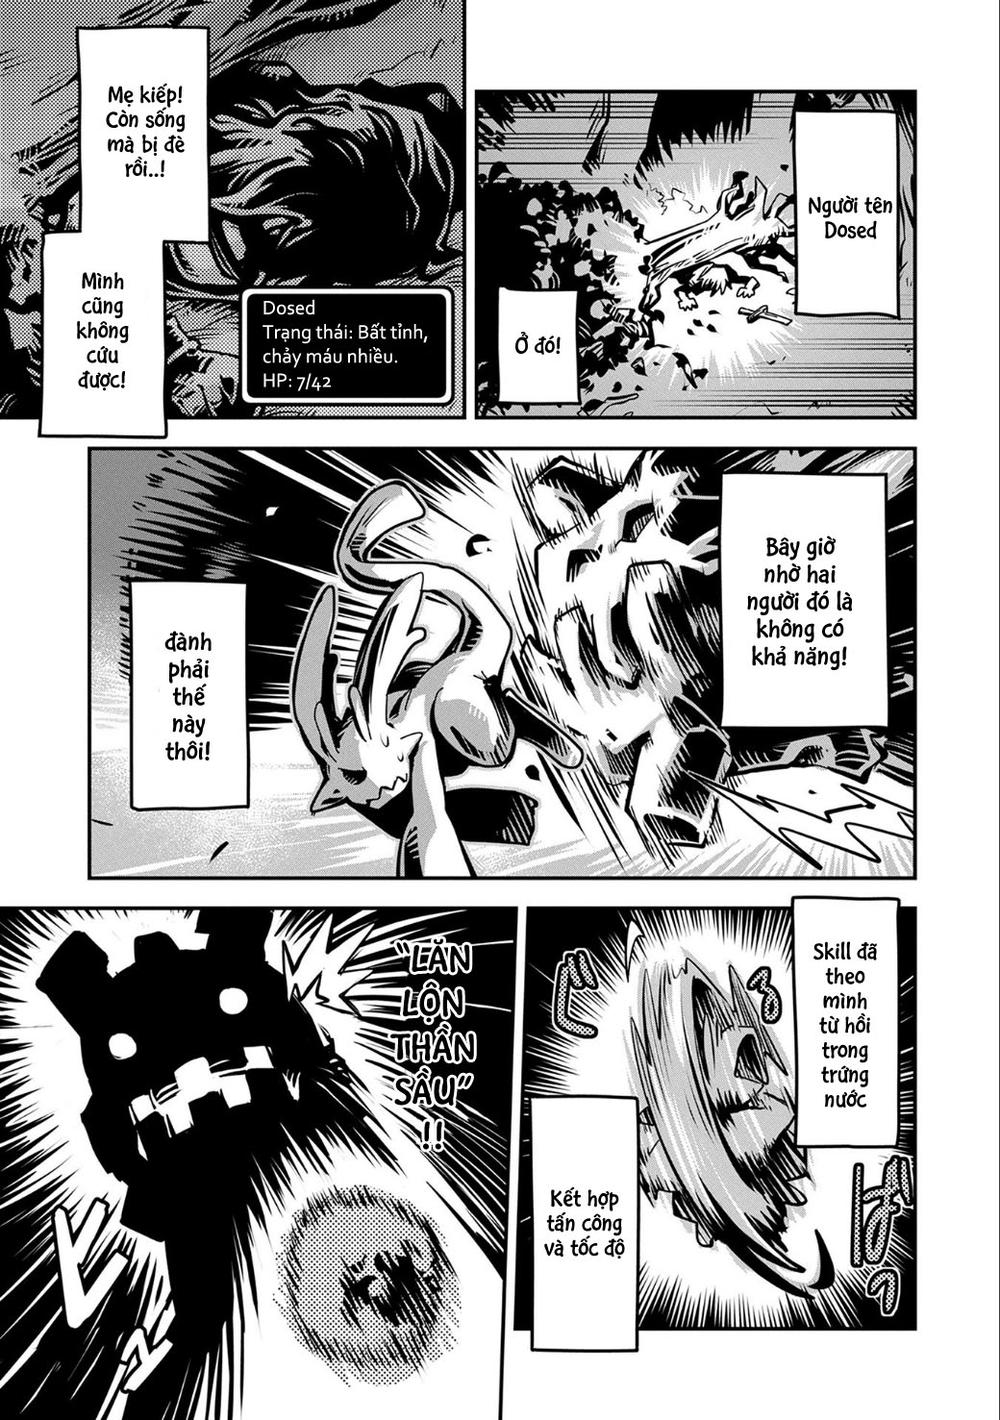 Người tên
Dosed
Ở đó!
Mẹ kiếp!
Còn sống
mà bị đè
rồi..!
Mình
cũng
không
cứu
được!
Dosed
Trạng thái: Bất tỉnh,
chảy máu nhiều.
HP: 7/42
Bây giờ
nhờ hai
người đó là
không có
khả năng!
đành
phải
thế
này
thôi!
Skill đã
theo
mình
từ hồi
trong
trứng
nước
Kết hợp
tấn công
và tốc độ
"LĂN
LỘN
THẦN
SẦU"
!!